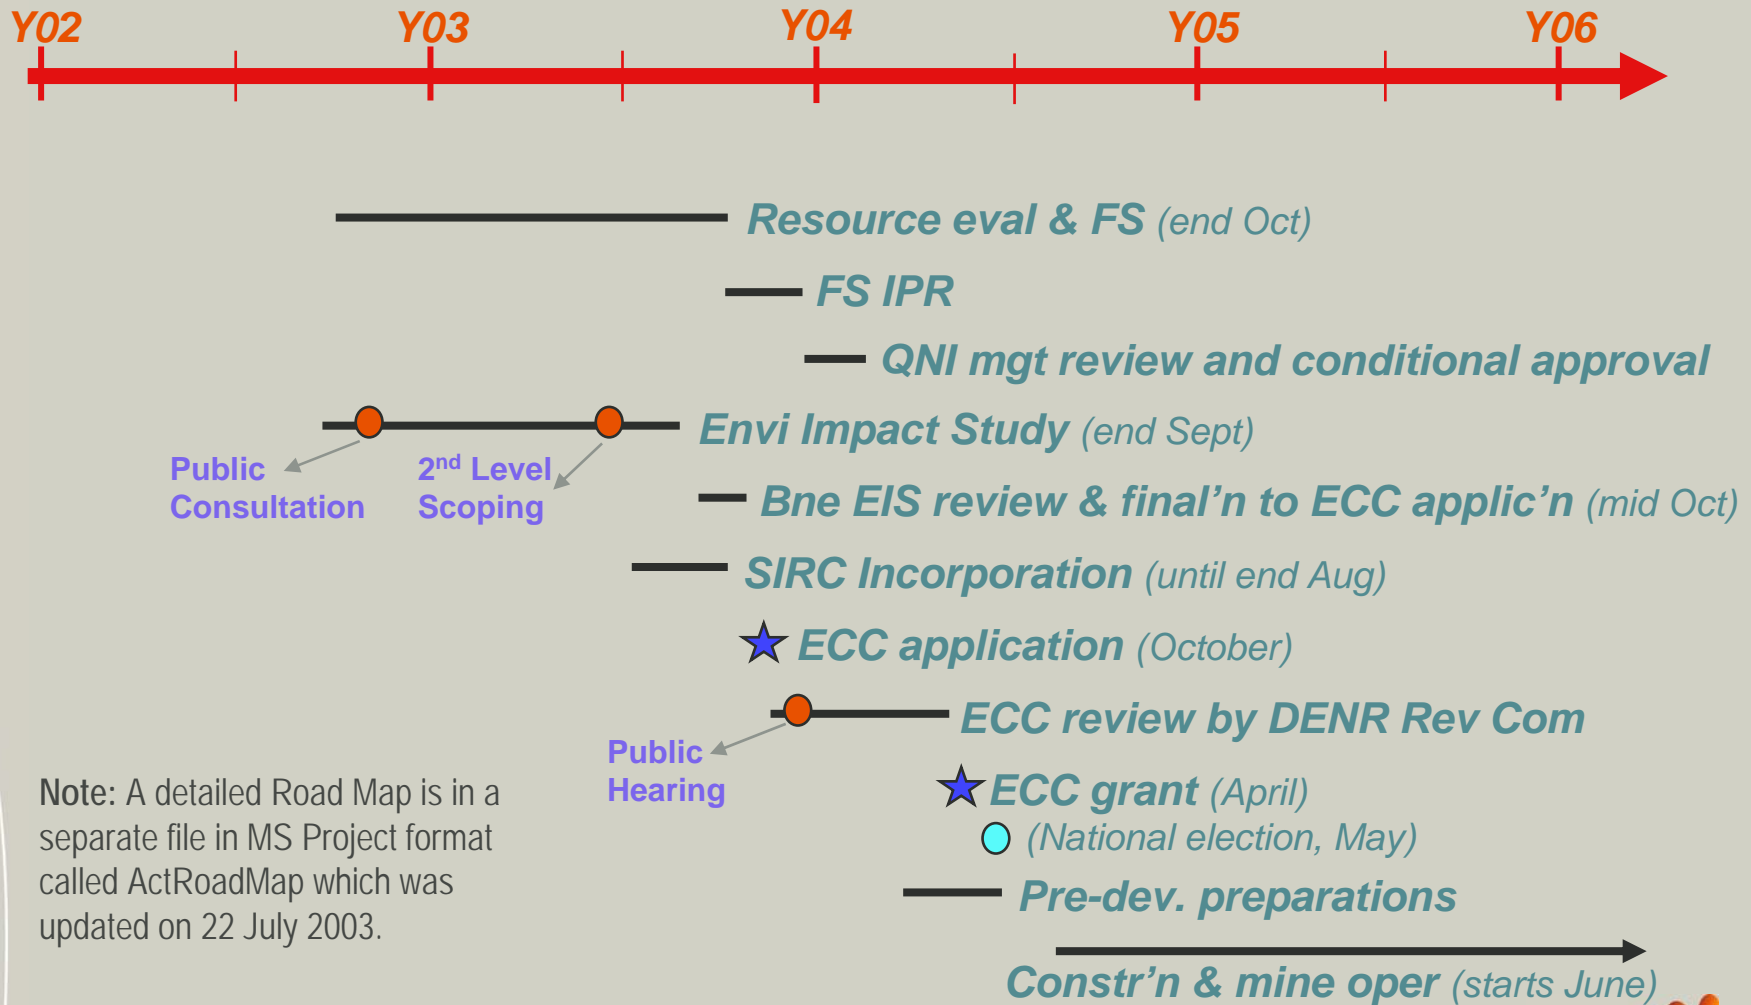 Y02 Y03 Y04 Y05 Y06
Resource eval & FS (end Oct)
FS IPR
QNI mgt review and conditional approval
Envi Impact Study (end Sept)
Public
Consultation
2nd Level
Scoping
Bne EIS review & final’n to ECC applic’n (mid Oct)
SIRC Incorporation (until end Aug)
ECC application (October)
ECC review by DENR Rev Com
Public
Hearing
ECC grant (April)
(National election, May)
Pre-dev. preparations
Constr’n & mine oper (starts June)
Note: A detailed Road Map is in a
separate file in MS Project format
called ActRoadMap which was
updated on 22 July 2003.